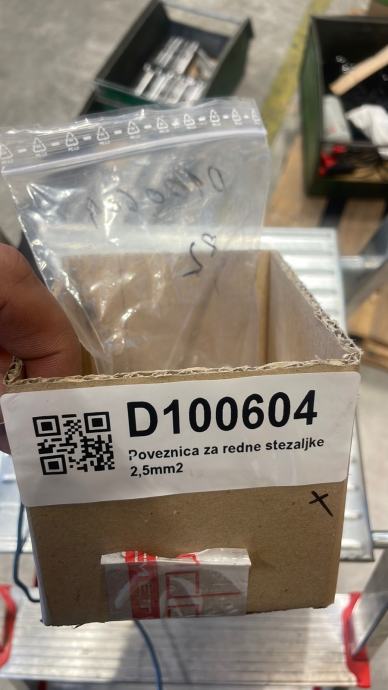 D100604
Poveznica za redne stezaljke
2,5mm2